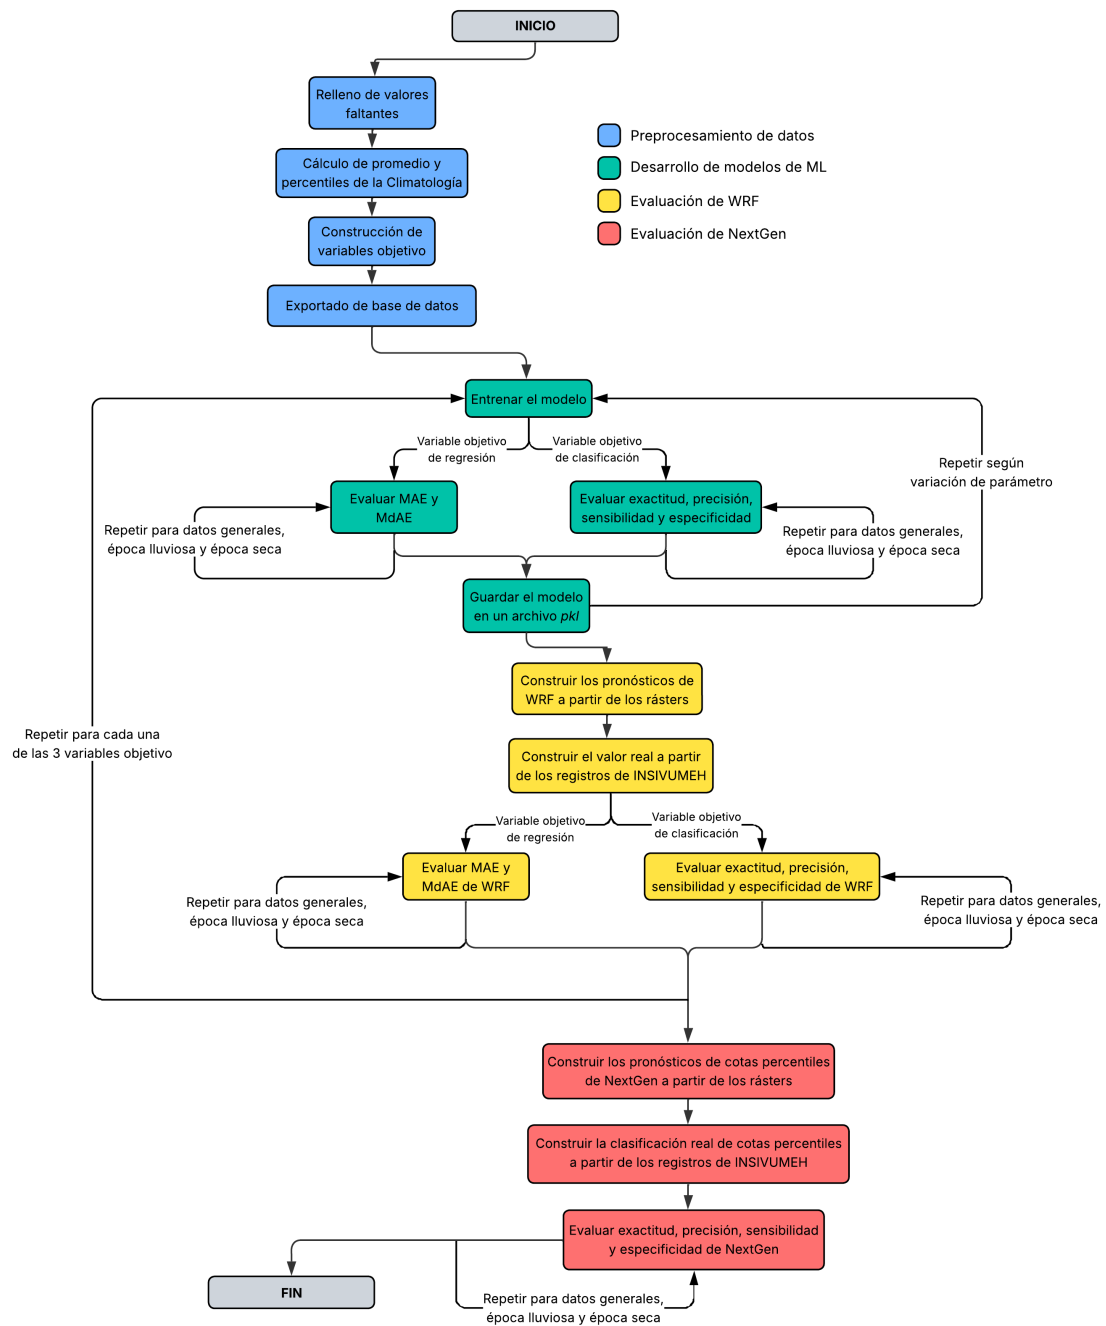 INICIO
Relleno de valores
faltantes
Cálculo de promedio y
percentiles de la Climatología
Construcción de
variables objetivo
Exportado de base de datos
Preprocesamiento de datos
Desarrollo de modelos de ML
Evaluación de WRF
Evaluación de NextGen
Entrenar el modelo
Variable objetivo
de regresión
Variable objetivo
de clasificación
Repetir según
variación de parámetro
Evaluar MAE y
MdAE
Evaluar exactitud, precisión,
sensibilidad y especificidad
Repetir para datos generales,
época lluviosa y época seca
Repetir para datos generales,
época lluviosa y época seca
Guardar el modelo
en un archivo pkl
Construir los pronósticos de
WRF a partir de los rásters
Repetir para cada una
de las 3 variables objetivo
Construir el valor real a partir
de los registros de INSIVUMEH
Variable objetivo
de regresión
Variable objetivo
de clasificación
Evaluar MAE y
MdAE de WRF
Evaluar exactitud, precisión,
sensibilidad y especificidad de WRF
Repetir para datos generales,
época lluviosa y época seca
Repetir para datos generales,
época lluviosa y época seca
Construir los pronósticos de cotas percentiles
de NextGen a partir de los rásters
Construir la clasificación real de cotas percentiles
a partir de los registros de INSIVUMEH
Evaluar exactitud, precisión, sensibilidad
y especificidad de NextGen
FIN
Repetir para datos generales,
época lluviosa y época seca